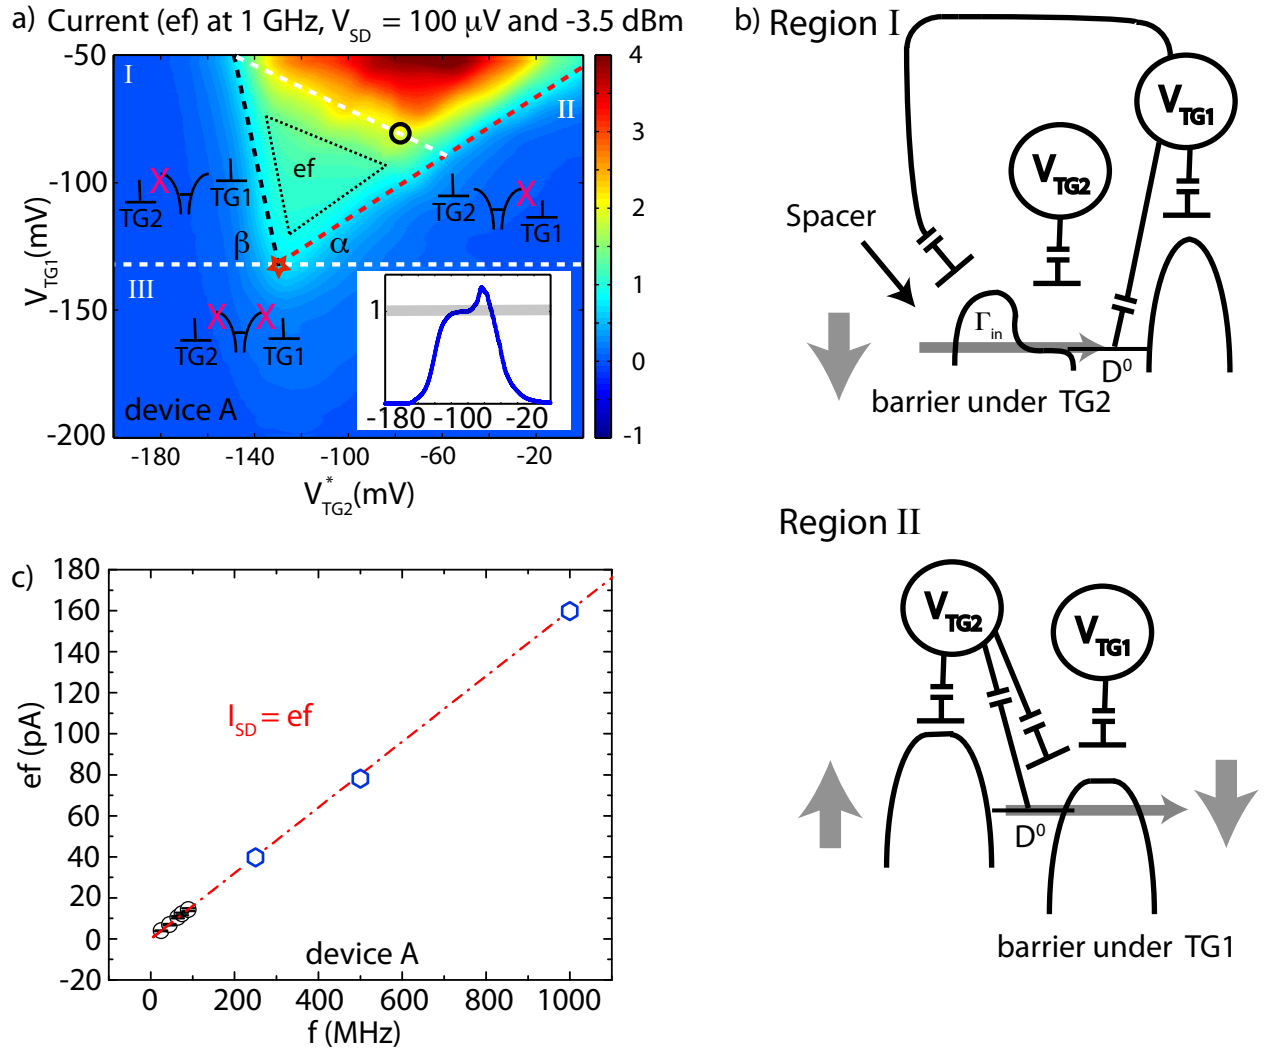 a) Current (ef) at 1 GHz, V_SD = 100 μV and -3.5 dBm
-50
-100
-150
-200
V_TG1(mV)
I
II
III
ef
β
α
TG2
TG1
TG2
TG1
TG2
TG1
device A
1
-180
-100
-20
-180
-140
-100
-60
-20
V*_TG2(mV)
4
3
2
1
0
-1
b) Region I
V_TG1
V_TG2
Spacer
Γ_in
D⁰
barrier under TG2
Region II
V_TG2
V_TG1
D⁰
barrier under TG1
c)
180
160
140
120
100
80
60
40
20
0
-20
ef (pA)
I_SD = ef
device A
0
200
400
600
800
1000
f (MHz)